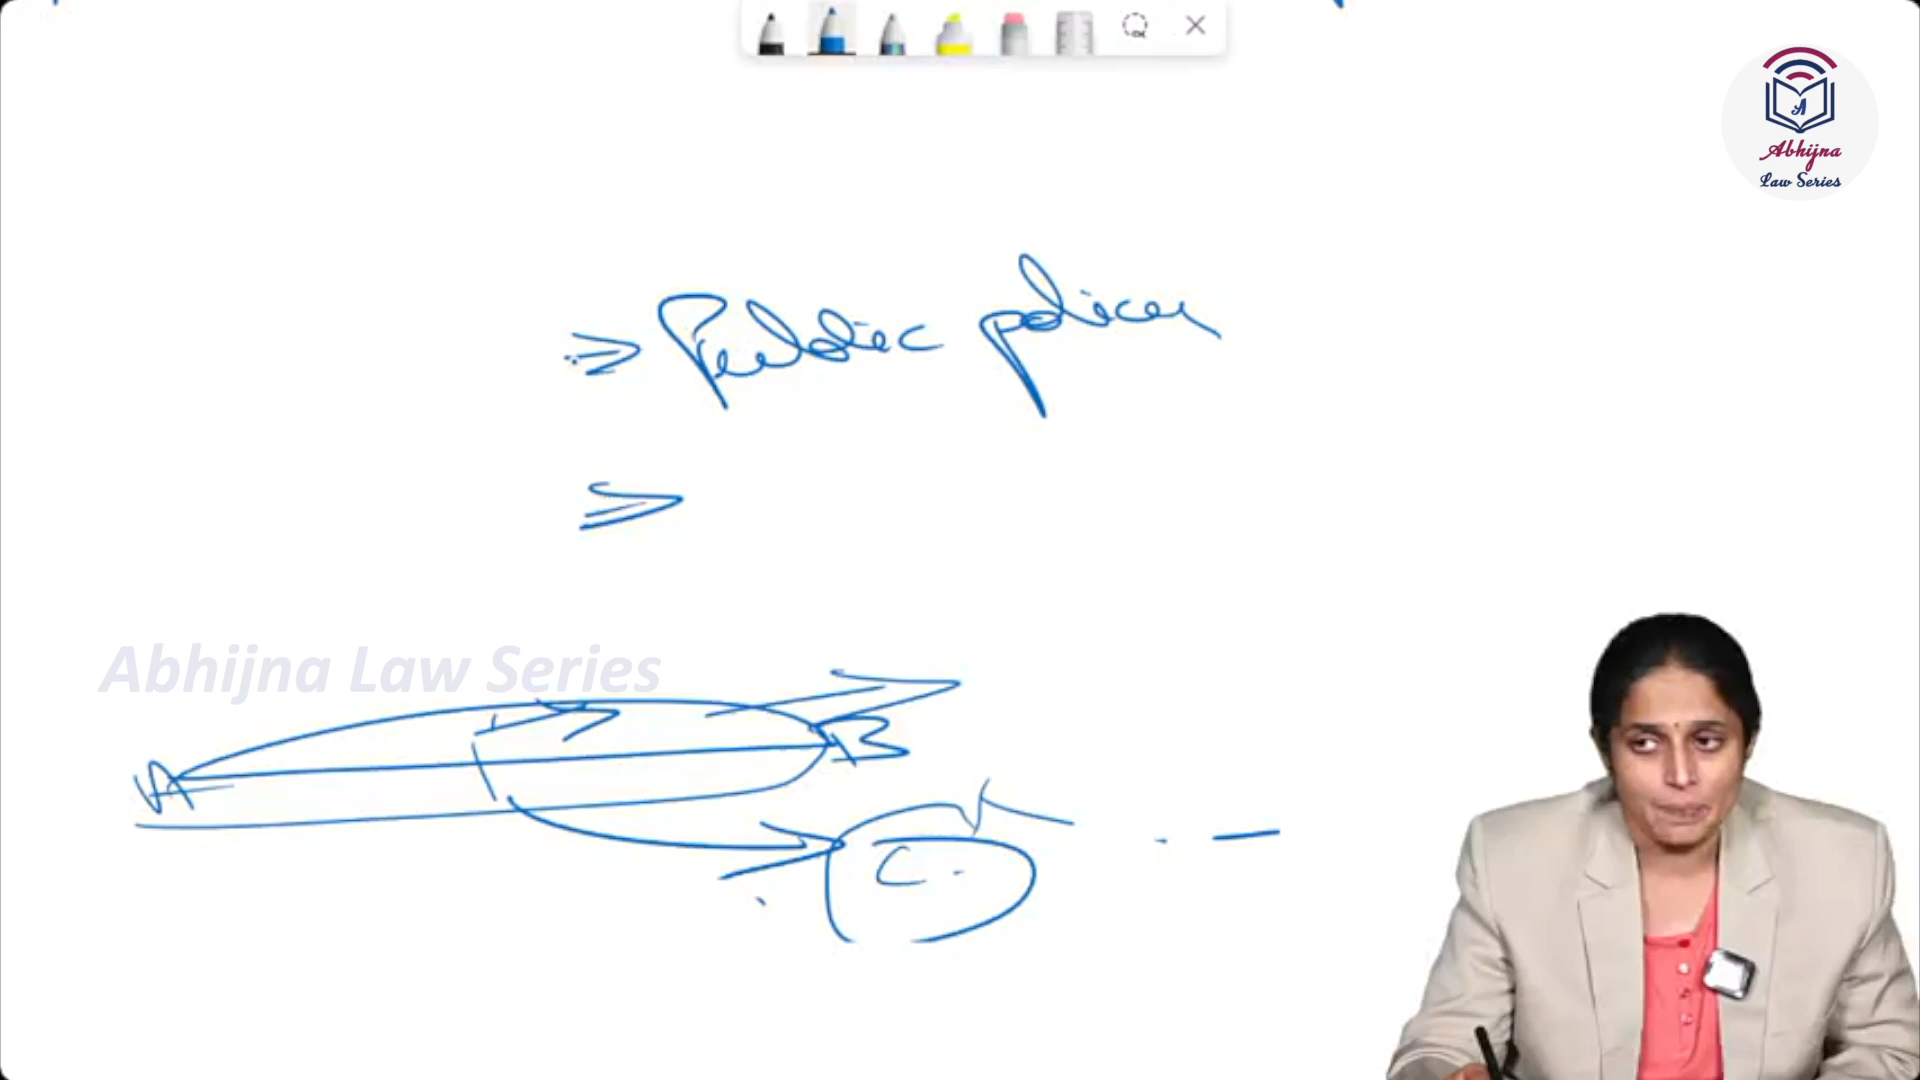 A
Abhijna
Law Series
⇒ Public policy
⇒
Abhijna Law Series
A
B
C.